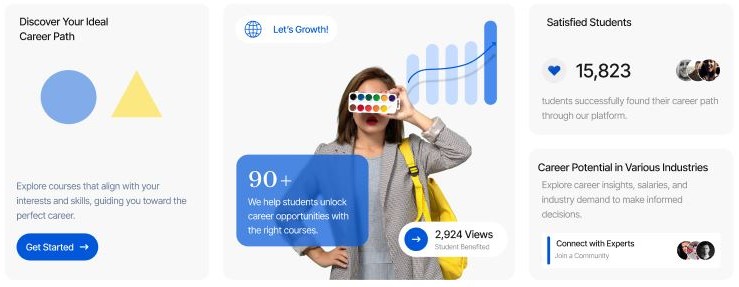 Discover Your Ideal
Career Path
Explore courses that align with your
interests and skills, guiding you toward the
perfect career.
Get Started →
Let's Growth!
90+
We help students unlock
career opportunities with
the right courses.
2,924 Views
Student Benefited
Satisfied Students
15,823
tudents successfully found their career path
through our platform.
Career Potential in Various Industries
Explore career insights, salaries, and
industry demand to make informed
decisions.
Connect with Experts
Join a Community